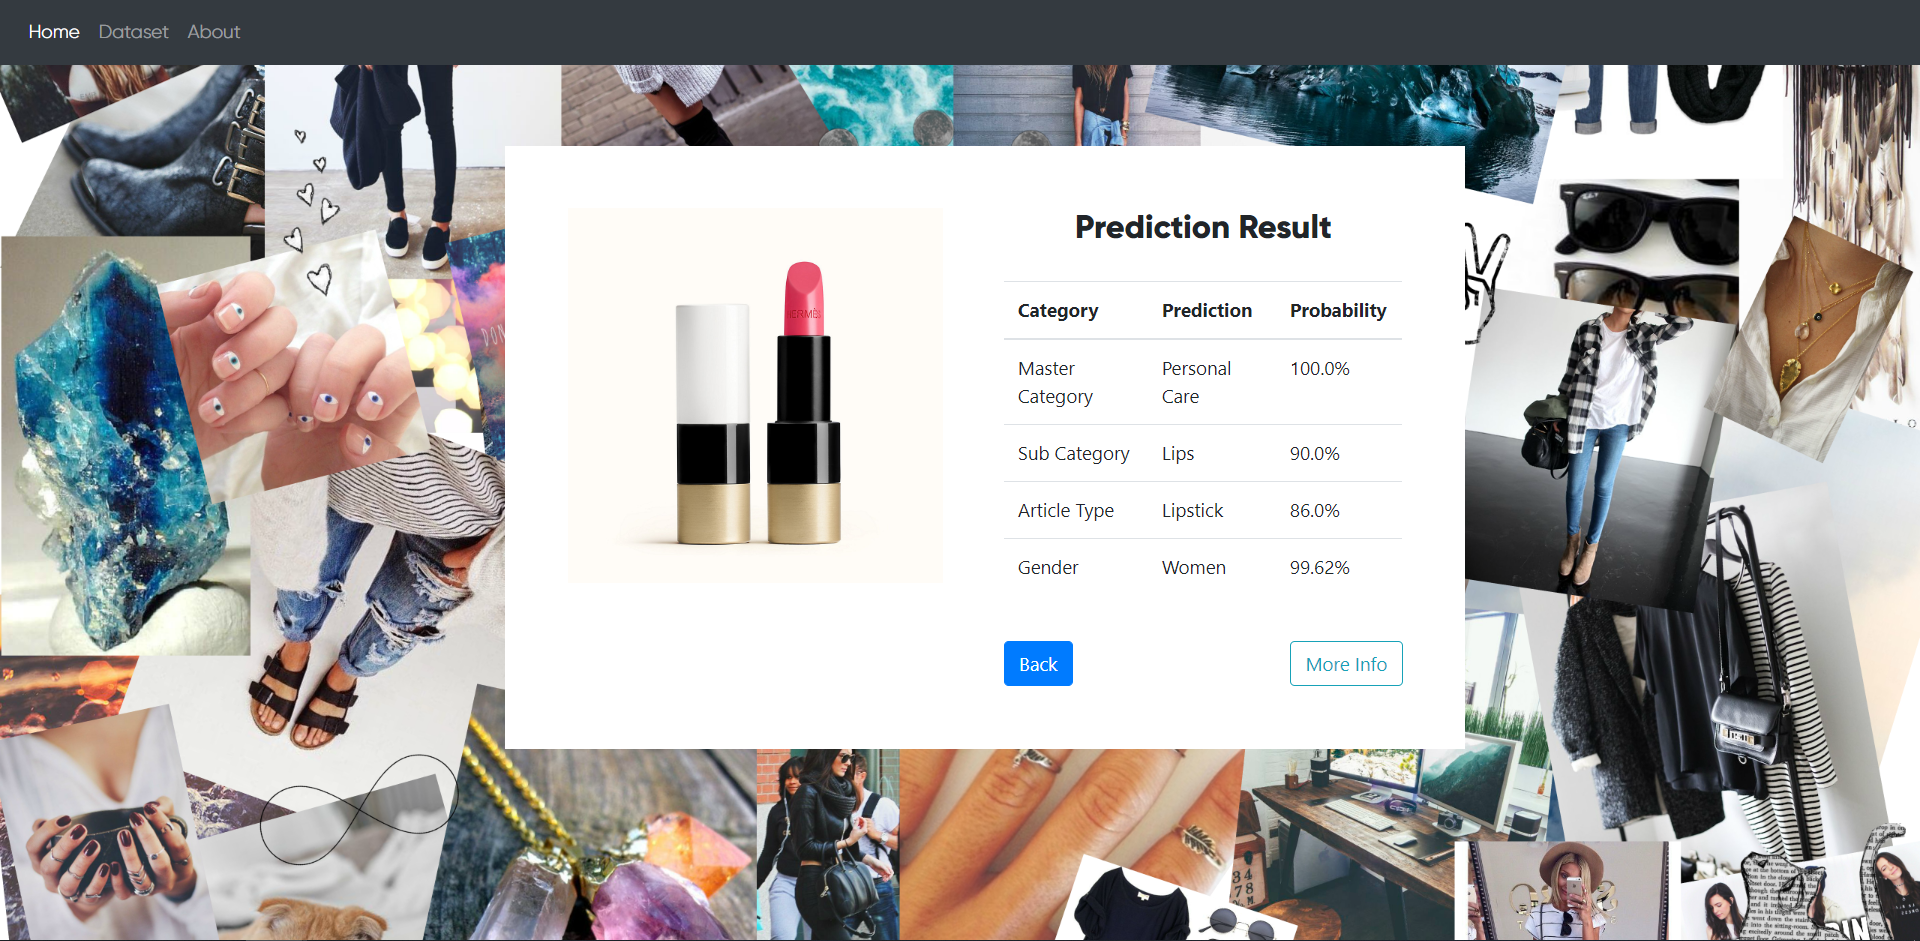 Home Dataset About
HERMÈS
Prediction Result
Category Prediction Probability
Master Category Personal Care 100.0%
Sub Category Lips 90.0%
Article Type Lipstick 86.0%
Gender Women 99.62%
Back More Info